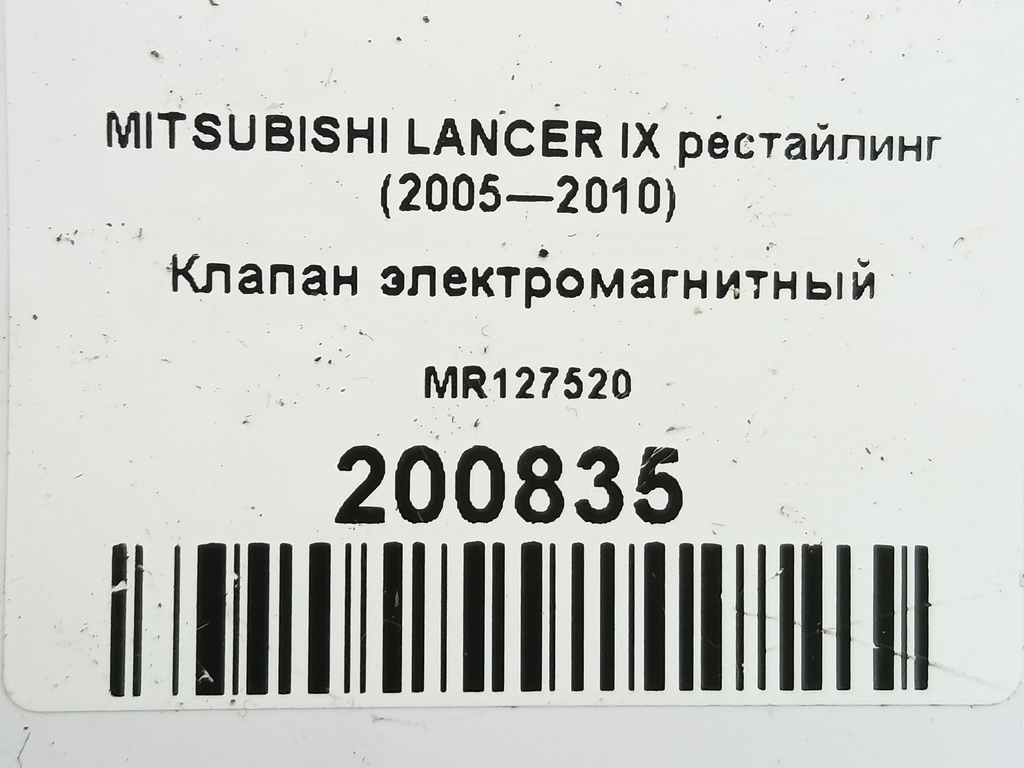 MITSUBISHI LANCER IX рестайлинг
(2005—2010)
Клапан электромагнитный
MR127520
200835